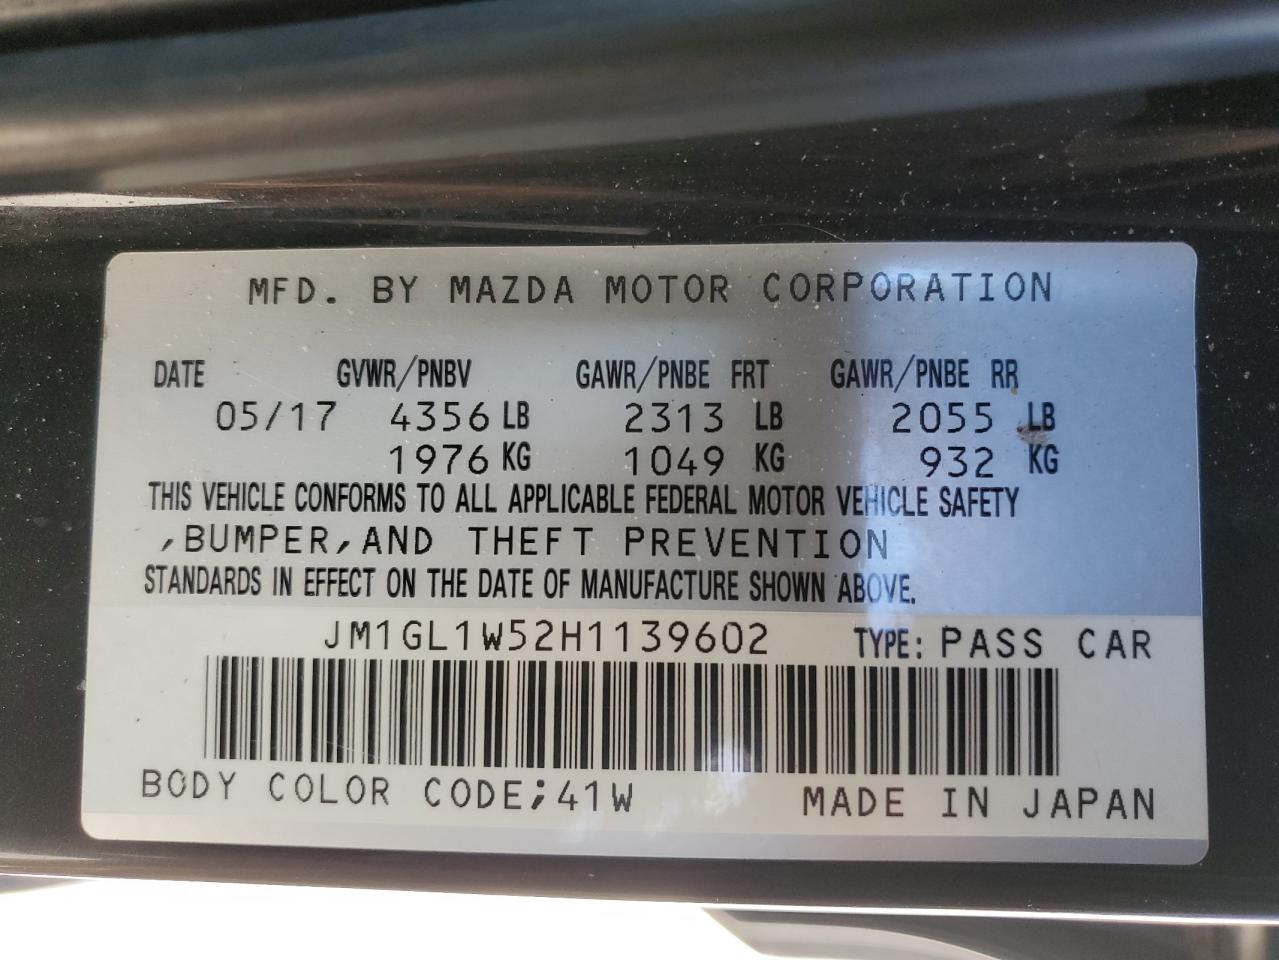 MFD. BY MAZDA MOTOR CORPORATION
DATE GVWR/PNBV GAWR/PNBE FRT GAWR/PNBE RR
05/17 4356 LB 2313 LB 2055 LB
1976 KG 1049 KG 932 KG
THIS VEHICLE CONFORMS TO ALL APPLICABLE FEDERAL MOTOR VEHICLE SAFETY
,BUMPER,AND THEFT PREVENTION
STANDARDS IN EFFECT ON THE DATE OF MANUFACTURE SHOWN ABOVE.
JM1GL1W52H1139602 TYPE: PASS CAR
BODY COLOR CODE;41W MADE IN JAPAN